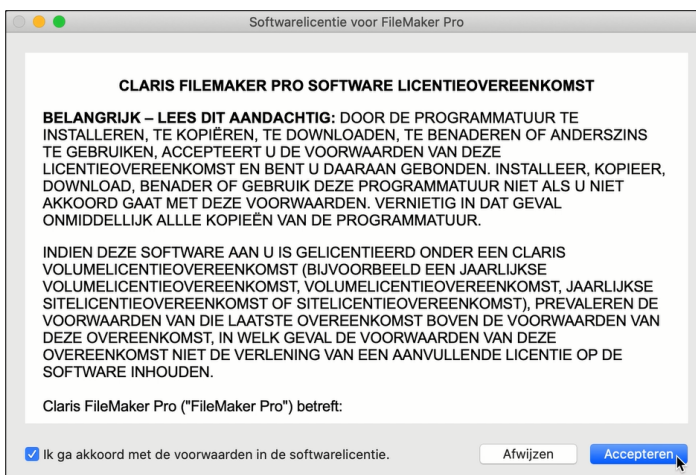 Softwarelicentie voor FileMaker Pro
CLARIS FILEMAKER PRO SOFTWARE LICENTIEOVEREENKOMST
BELANGRIJK – LEES DIT AANDACHTIG: DOOR DE PROGRAMMATUUR TE
INSTALLEREN, TE KOPIËREN, TE DOWNLOADEN, TE BENADEREN OF ANDERSZINS
TE GEBRUIKEN, ACCEPTEERT U DE VOORWAARDEN VAN DEZE
LICENTIEOVEREENKOMST EN BENT U DAARAAN GEBONDEN. INSTALLEER, KOPIEER,
DOWNLOAD, BENADER OF GEBRUIK DEZE PROGRAMMATUUR NIET ALS U NIET
AKKOORD GAAT MET DEZE VOORWAARDEN. VERNIETIG IN DAT GEVAL
ONMIDDELLIJK ALLLE KOPIEËN VAN DE PROGRAMMATUUR.
INDIEN DEZE SOFTWARE AAN U IS GELICENTIEERD ONDER EEN CLARIS
VOLUMELICENTIEOVEREENKOMST (BIJVOORBEELD EEN JAARLIJKSE
VOLUMELICENTIEOVEREENKOMST, VOLUMELICENTIEOVEREENKOMST, JAARLIJKSE
SITELICENTIEOVEREENKOMST OF SITELICENTIEOVEREENKOMST), PREVALEREN DE
VOORWAARDEN VAN DIE LAATSTE OVEREENKOMST BOVEN DE VOORWAARDEN VAN
DEZE OVEREENKOMST, IN WELK GEVAL DE VOORWAARDEN VAN DEZE
OVEREENKOMST NIET DE VERLENING VAN EEN AANVULLENDE LICENTIE OP DE
SOFTWARE INHOUDEN.
Claris FileMaker Pro ("FileMaker Pro") betreft:
Ik ga akkoord met de voorwaarden in de softwarelicentie.
Afwijzen
Accepteren